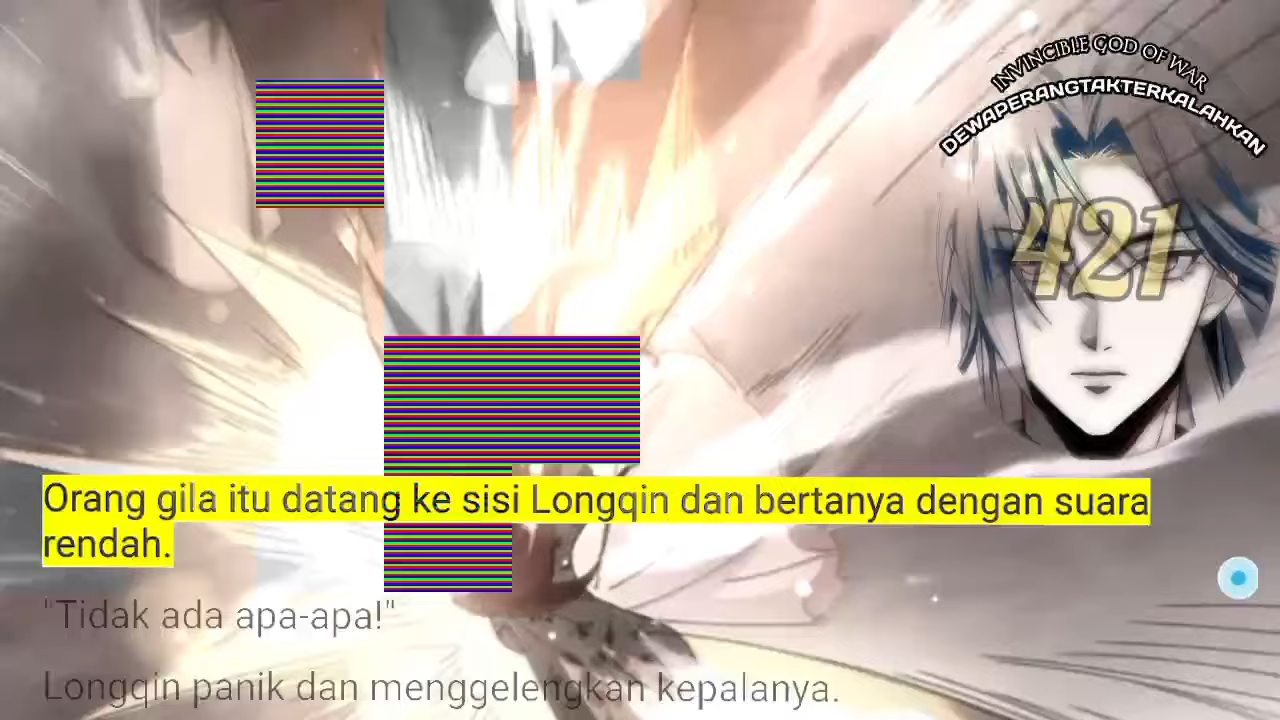 INVINCIBLE GOD OF WAR
DEWAPERANGTAKTERKALAHKAN
421
Orang gila itu datang ke sisi Longqin dan bertanya dengan suara
rendah.
"Tidak ada apa-apa!"
Longqin panik dan menggelengkan kepalanya.